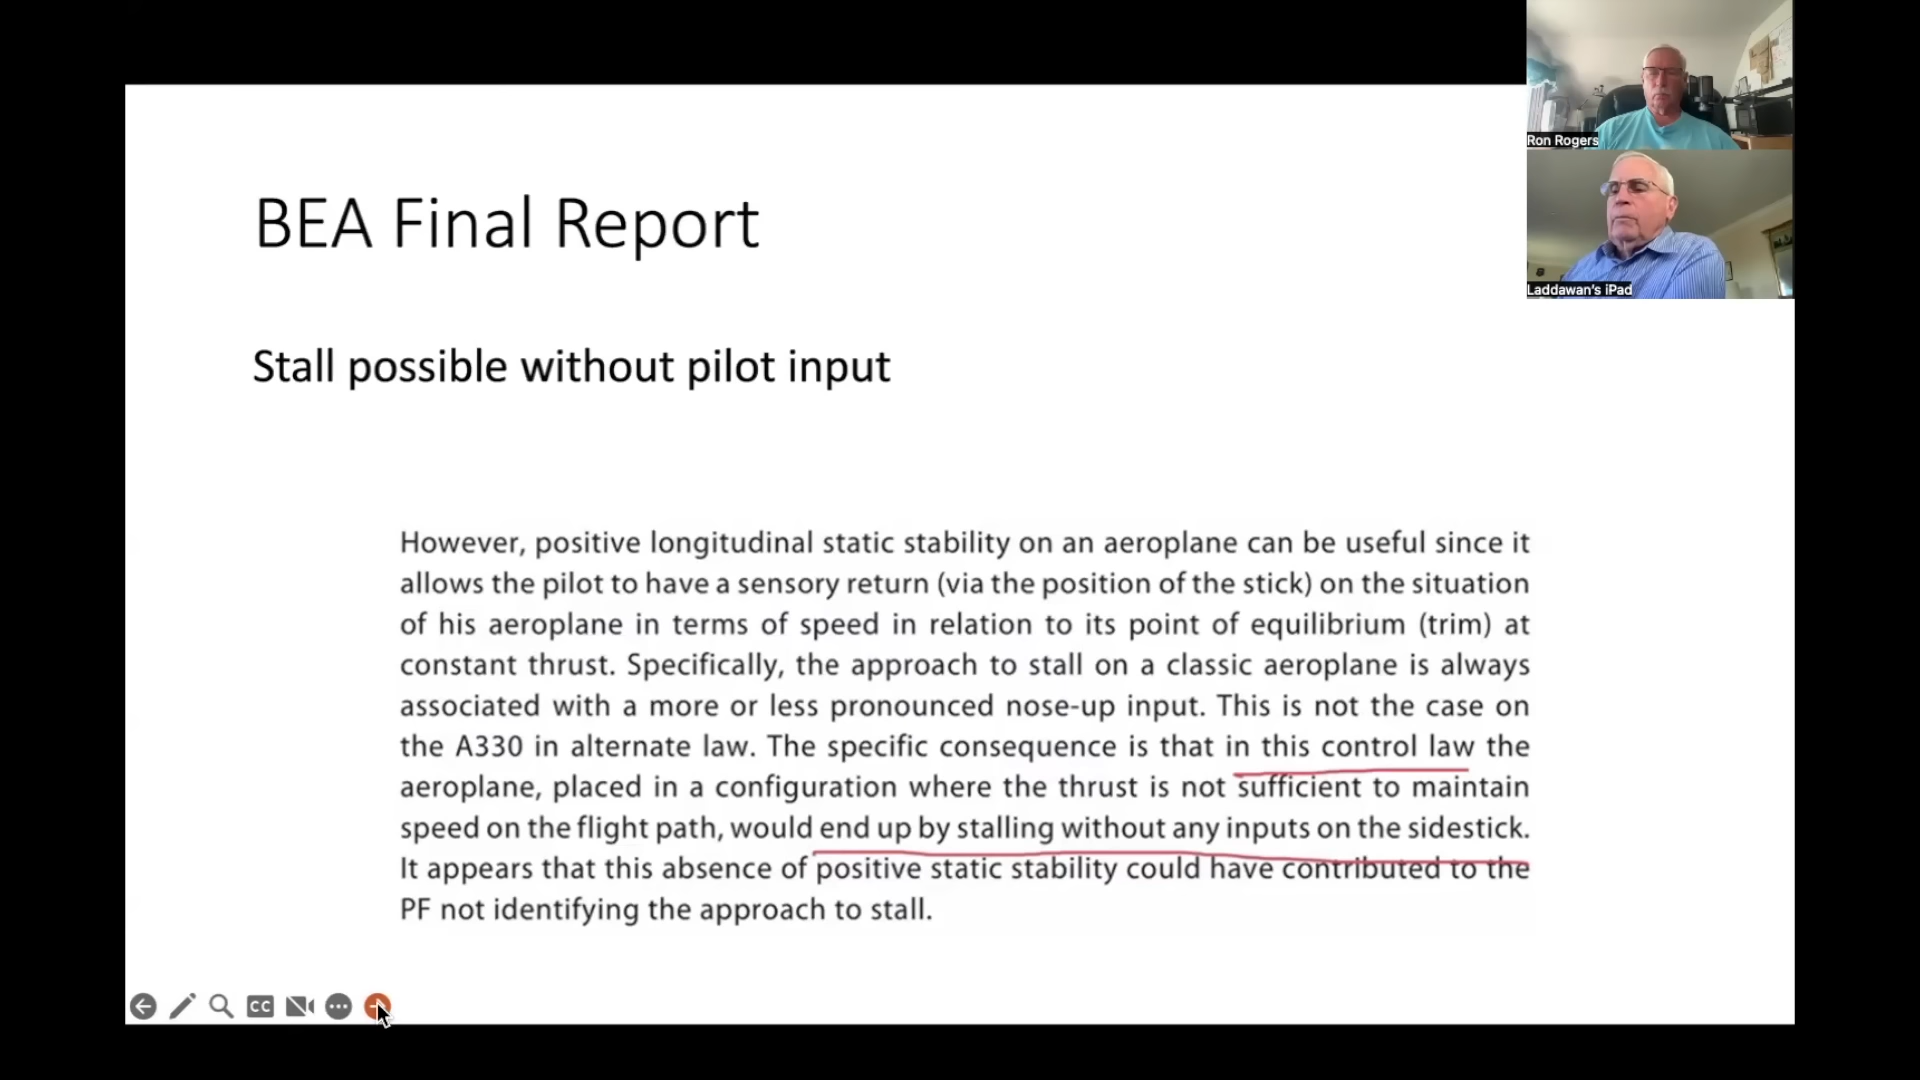 BEA Final Report
Stall possible without pilot input
However, positive longitudinal static stability on an aeroplane can be useful since it
allows the pilot to have a sensory return (via the position of the stick) on the situation
of his aeroplane in terms of speed in relation to its point of equilibrium (trim) at
constant thrust. Specifically, the approach to stall on a classic aeroplane is always
associated with a more or less pronounced nose-up input. This is not the case on
the A330 in alternate law. The specific consequence is that in this control law the
aeroplane, placed in a configuration where the thrust is not sufficient to maintain
speed on the flight path, would end up by stalling without any inputs on the sidestick.
It appears that this absence of positive static stability could have contributed to the
PF not identifying the approach to stall.
Ron Rogers
Laddawan's iPad
CC